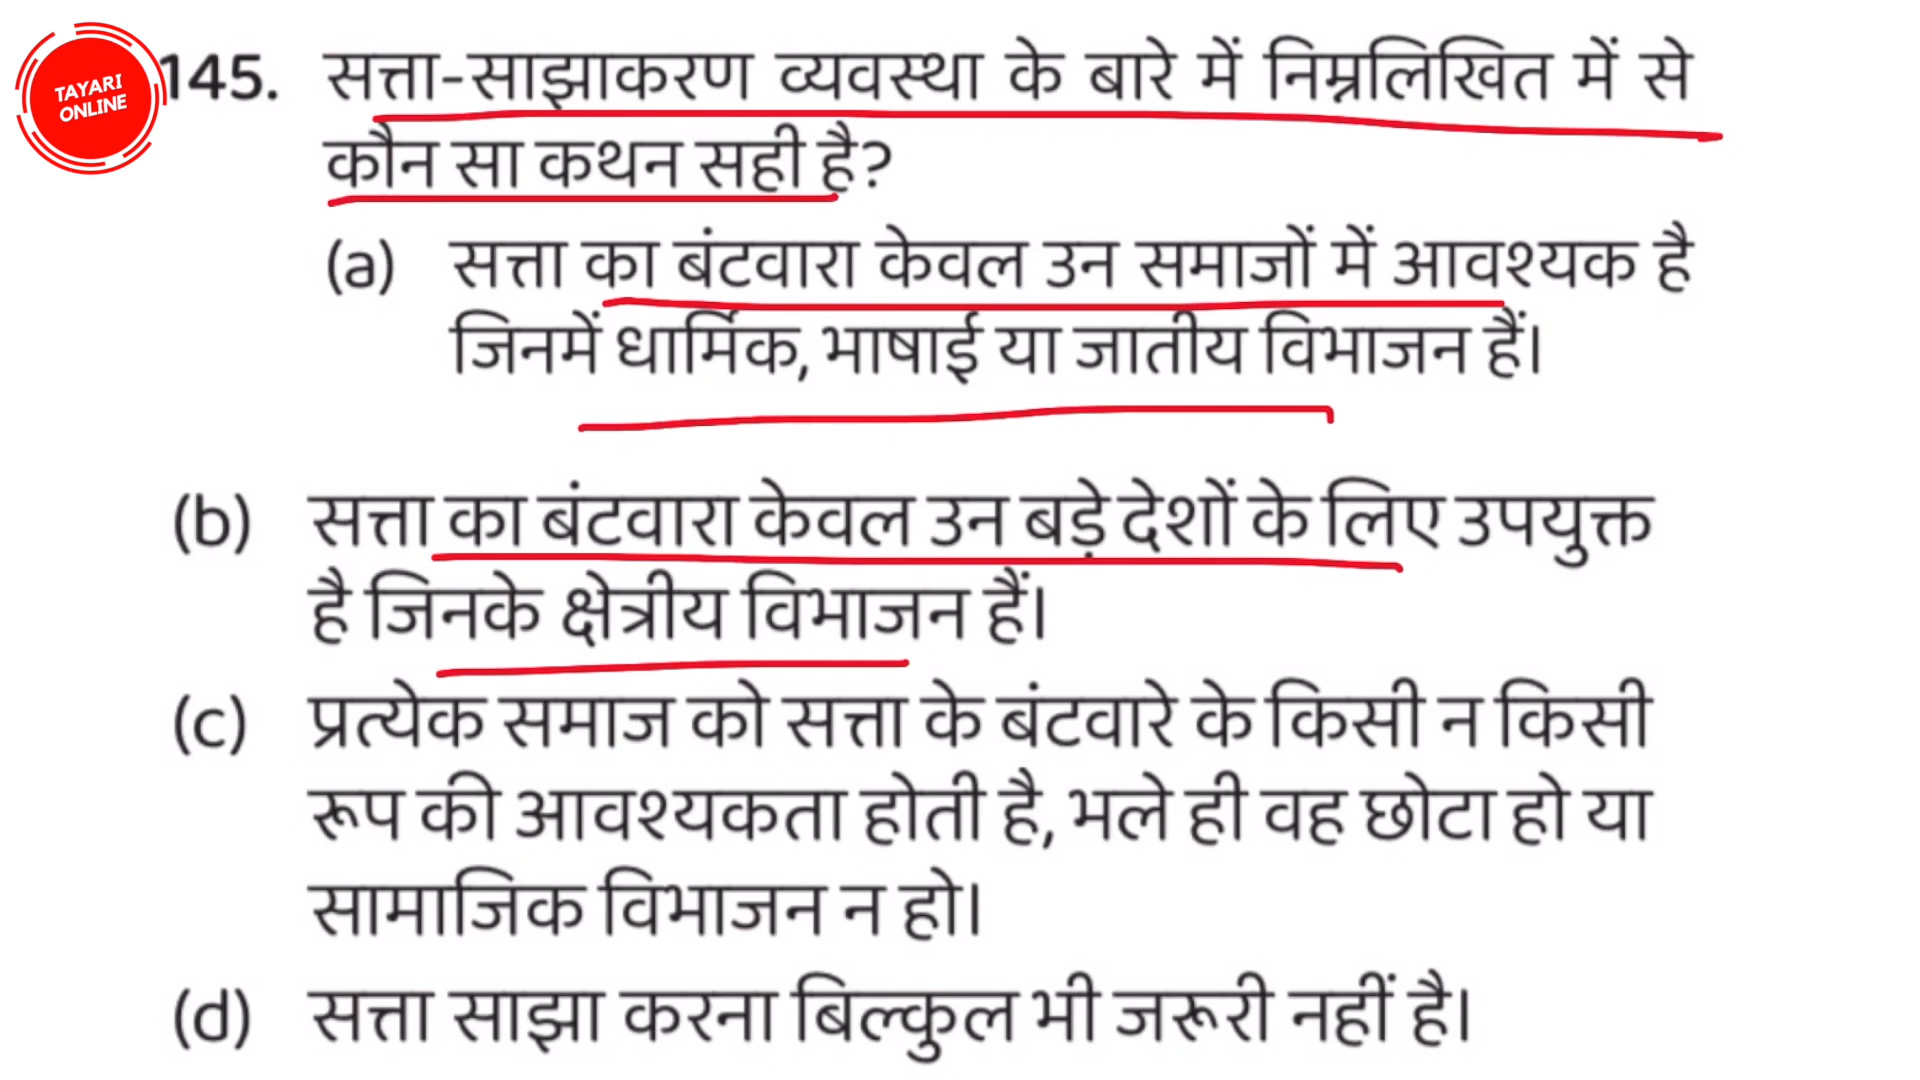 TAYARI
ONLINE
145. सत्ता-साझाकरण व्यवस्था के बारे में निम्नलिखित में से
कौन सा कथन सही है?
(a) सत्ता का बंटवारा केवल उन समाजों में आवश्यक है
जिनमें धार्मिक, भाषाई या जातीय विभाजन हैं।
(b) सत्ता का बंटवारा केवल उन बड़े देशों के लिए उपयुक्त
है जिनके क्षेत्रीय विभाजन हैं।
(c) प्रत्येक समाज को सत्ता के बंटवारे के किसी न किसी
रूप की आवश्यकता होती है, भले ही वह छोटा हो या
सामाजिक विभाजन न हो।
(d) सत्ता साझा करना बिल्कुल भी जरूरी नहीं है।